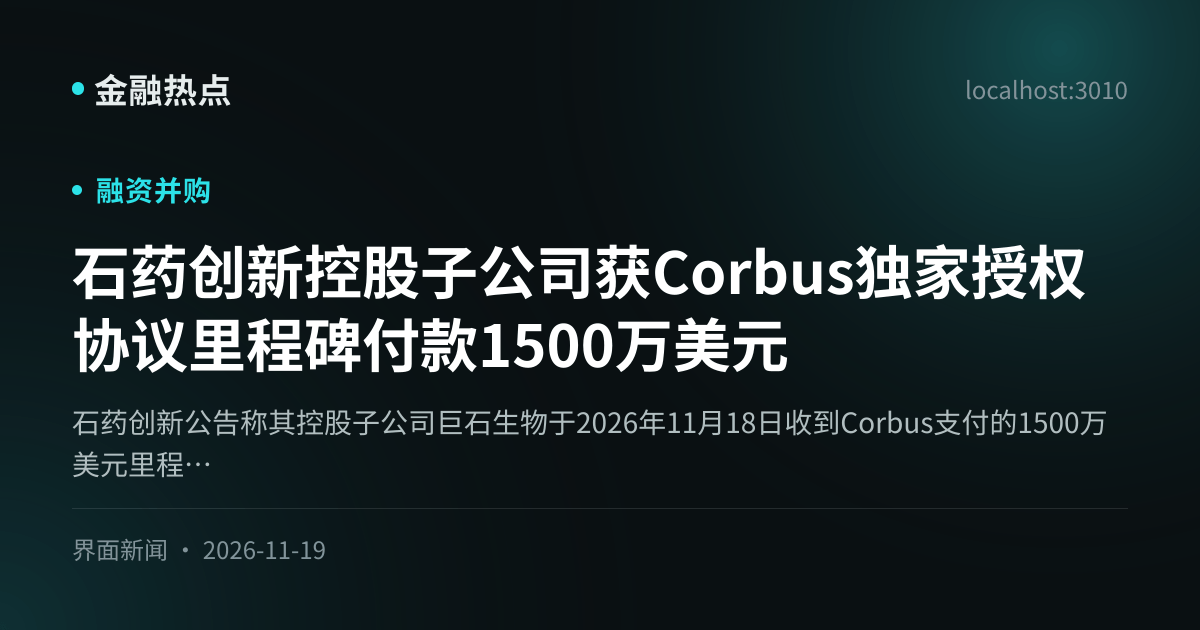 金融热点
localhost:3010
融资并购
石药创新控股子公司获Corbus独家授权
协议里程碑付款1500万美元
石药创新公告称其控股子公司巨石生物于2026年11月18日收到Corbus支付的1500万
美元里程…
界面新闻 · 2026-11-19